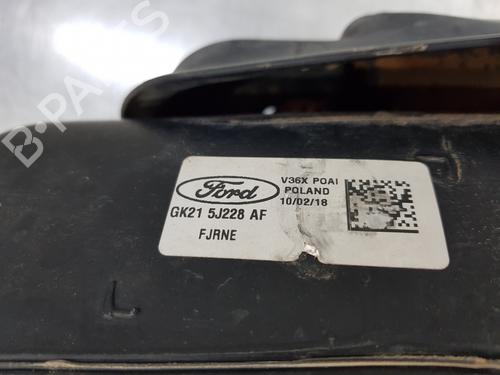 B-PARTS
Ford
V36X POAI
POLAND
10/02/18
GK21 5J228 AF
FJRNE
L